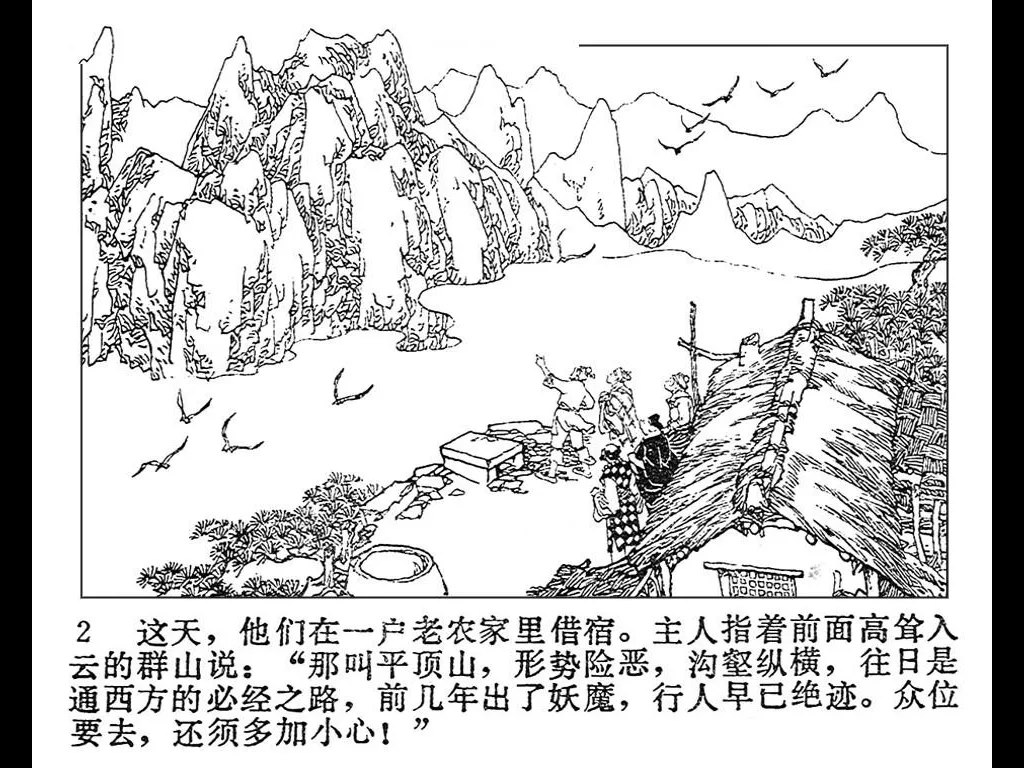 2 这天，他们在一户老农家里借宿。主人指着前面高耸入
云的群山说：“那叫平顶山，形势险恶，沟壑纵横，往日是
通西方的必经之路，前几年出了妖魔，行人早已绝迹。众位
要去，还须多加小心！”